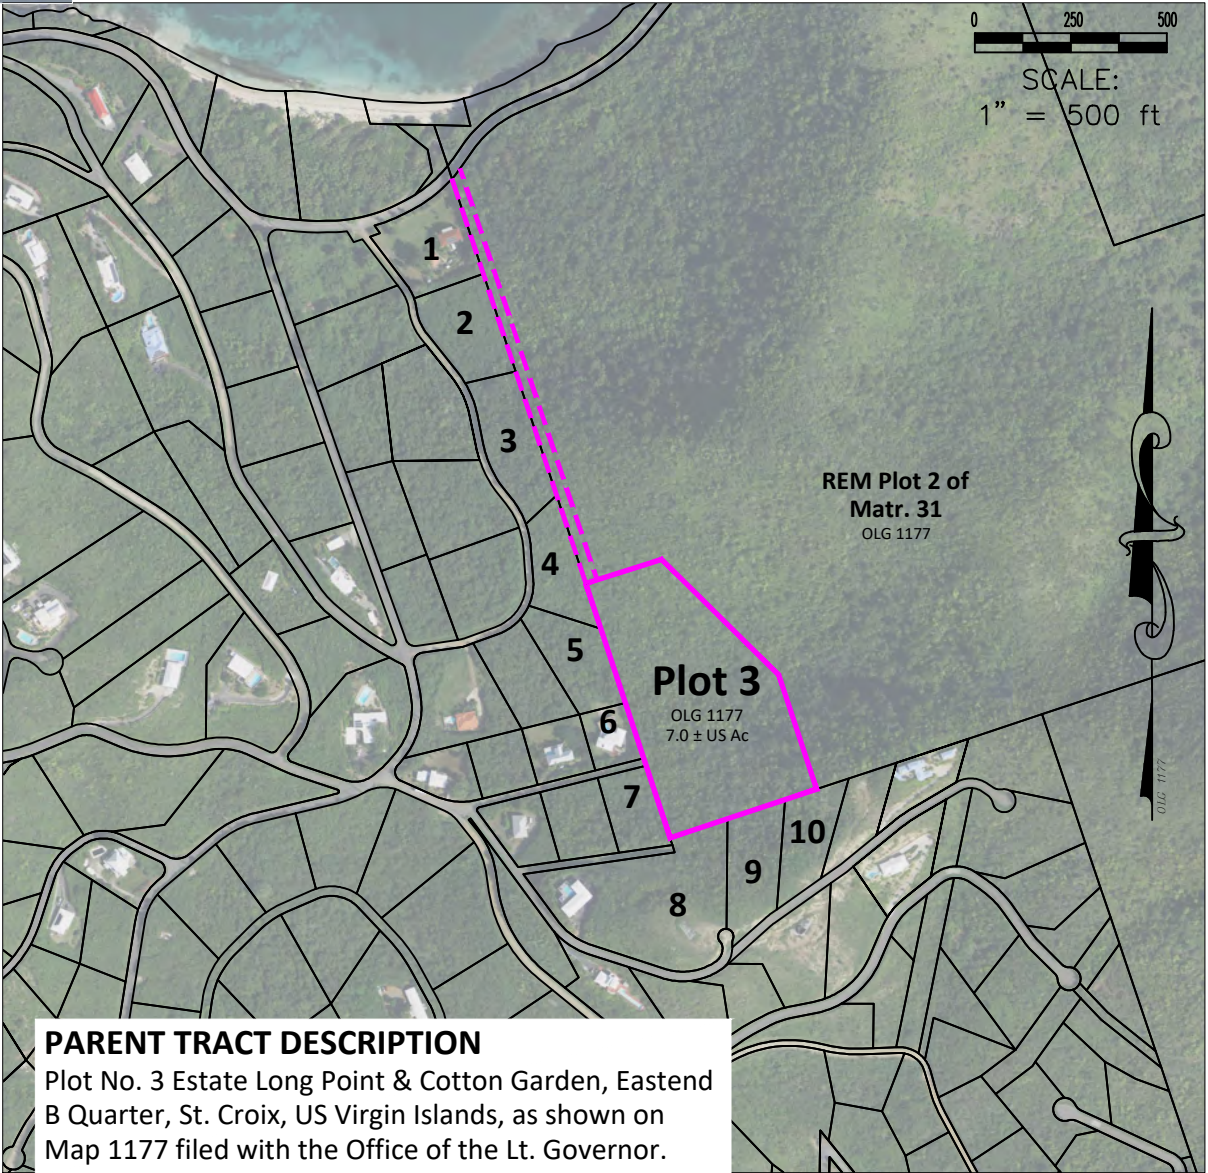 0 250 500
SCALE:
1" = 500 ft
1
2
3
4
5
6
7
8
9
10
REM Plot 2 of
Matr. 31
OLG 1177
Plot 3
OLG 1177
7.0 ± US Ac
OLG 1177
PARENT TRACT DESCRIPTION
Plot No. 3 Estate Long Point & Cotton Garden, Eastend
B Quarter, St. Croix, US Virgin Islands, as shown on
Map 1177 filed with the Office of the Lt. Governor.